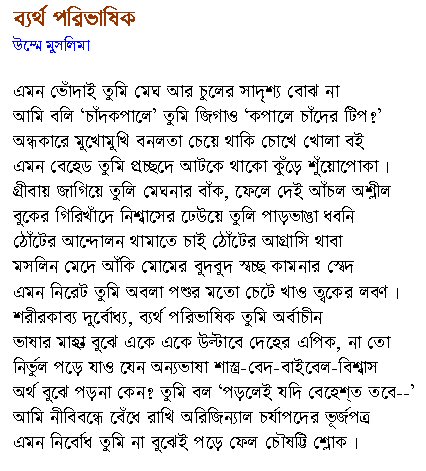 ব্যর্থ পরিভাষিক
উম্মে মুসলিমা
এমন ভোঁদাই তুমি মেঘ আর চুলের সাদৃশ্য বোঝ না
আমি বলি ‘চাঁদকপালে’ তুমি জিগাও ‘কপালে চাঁদের টিপ?’
অন্ধকারে মুখোমুখি বনলতা চেয়ে থাকি চোখে খোলা বই
এমন বেহেড তুমি প্রচ্ছদে আটকে থাকো কুঁড়ে শূঁয়োপোকা।
গ্রীবায় জাগিয়ে তুলি মেঘনার বাঁক, ফেলে দেই আঁচল অশ্লীল
বুকের গিরিখাঁদে নিশ্বাসের ঢেউয়ে তুলি পাড়ভাঙা ধবনি
ঠোঁটের আন্দোলন থামাতে চাই ঠোঁটের আগ্রাসি থাবা
মসলিন মেদে আঁকি মোমের বুদবুদ স্বচ্ছ কামনার স্বেদ
এমন নিরেট তুমি অবলা পশুর মতো চেটে খাও ত্বকের লবণ।
শরীরকাব্য দুর্বোধ্য, ব্যর্থ পরিভাষিক তুমি অর্বাচীন
ভাষার বুঝে একে একে উল্টাবে দেহের এপিক, না তো
নির্ভুল পড়ে যাও যেন অন্যভাষা শাস্ত্র-বেদ-বাইবেল-বিশ্বাস
অর্থ বুঝে পড়না কেন? তুমি বল ‘পড়লেই যদি বেহেশ্‌ত তবে--’
আমি নীবিবন্ধে বেঁধে রাখি অরিজিন্যাল চর্যাপদের ভূর্জপত্র
এমন নির্বোধ তুমি না বুঝেই পড়ে ফেল চৌষট্টি শ্লোক।